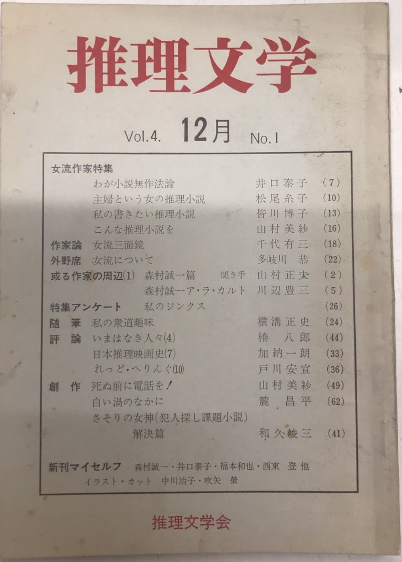 推理文学
Vol.4. 12月 No.1
女流作家特集
わが小説無作法論 井口泰子 (7)
主婦という女の推理小説 松尾糸子 (10)
私の書きたい推理小説 皆川博子 (13)
こんな推理小説を 山村美紗 (16)
作家論 女流三面鏡 千代有三 (18)
外野席 女流について 多岐川恭 (22)
或る作家の周辺(1) 森村誠一篇 聞き手 山村正夫 (2)
森村誠一ア・ラ・カルト 川辺豊三 (5)
特集アンケート 私のジンクス (26)
随筆 私の衆道趣味 横溝正史 (24)
評論 いまはなき人々(4) 椿八郎 (44)
日本推理映画史(7) 加納一朗 (33)
れっど・へりんぐ(10) 戸川安宣 (36)
創作 死ぬ前に電話を! 山村美紗 (49)
白い渦のなかに 麓昌平 (62)
さそりの女神(犯人探し課題小説)
解決篇 和久峻三 (41)
新刊マイセルフ 森村誠一・井口泰子・福本和也・西東登他
イラスト・カット 中川治子・吹矢
推理文学会